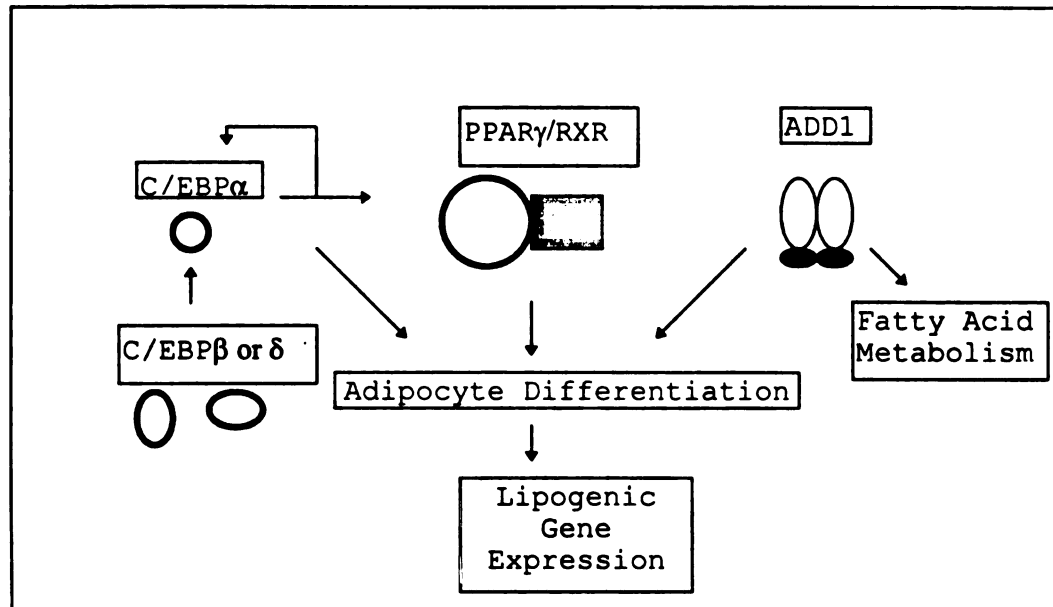 PPARγ/RXR
ADD1
C/EBPα
C/EBPβ or δ
Fatty Acid
Metabolism
Adipocyte Differentiation
Lipogenic
Gene
Expression